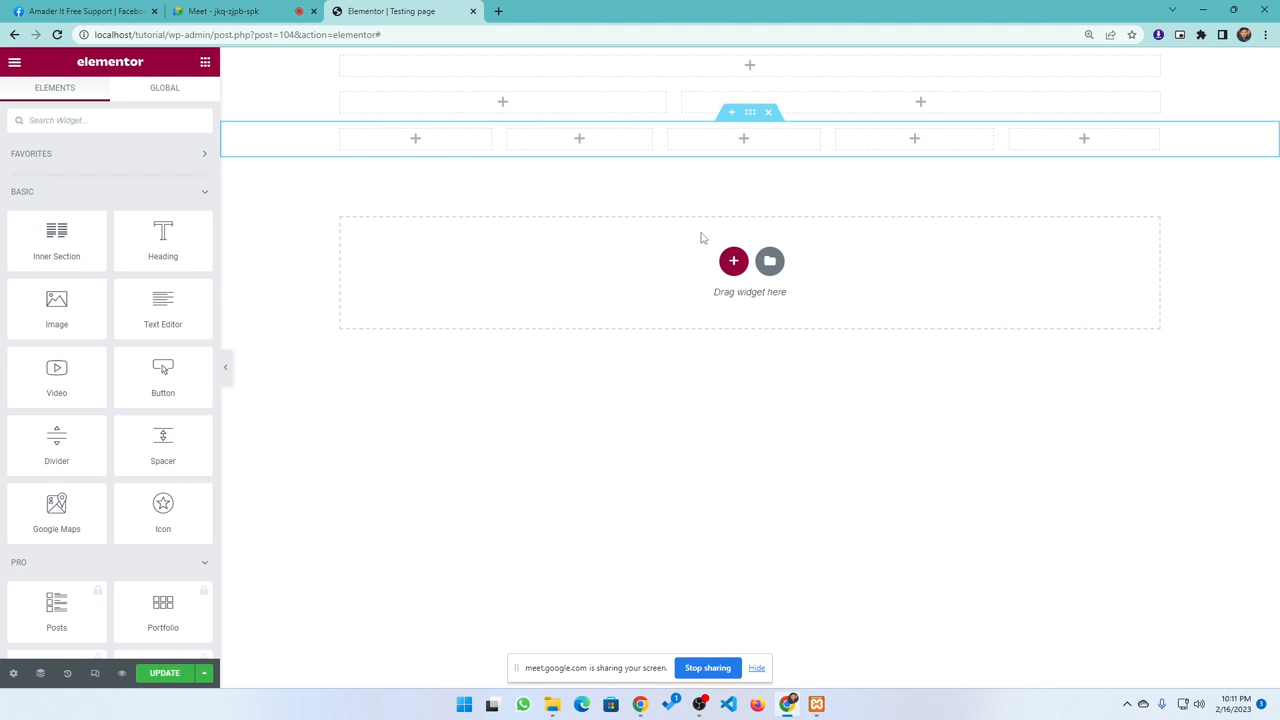 Amader It Free Support | Facebook
Meet - jkq-zjpb-spk
Elementor | Testing page
localhost/tutorial/wp-admin/post.php?post=104&action=elementor#
elementor
ELEMENTS
GLOBAL
Search Widget...
FAVORITES
BASIC
Inner Section
Heading
Image
Text Editor
Video
Button
Divider
Spacer
Google Maps
Icon
PRO
Posts
Portfolio
UPDATE
Drag widget here
meet.google.com is sharing your screen.
Stop sharing
Hide
1
10:11 PM
2/16/2023
3